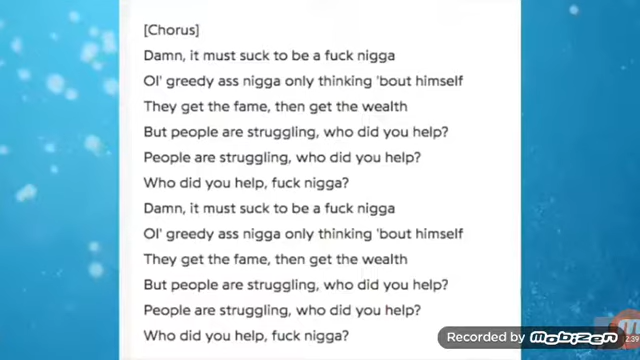 [Chorus]
Damn, it must suck to be a fuck nigga
Ol' greedy ass nigga only thinking 'bout himself
They get the fame, then get the wealth
But people are struggling, who did you help?
People are struggling, who did you help?
Who did you help, fuck nigga?
Damn, it must suck to be a fuck nigga
Ol' greedy ass nigga only thinking 'bout himself
They get the fame, then get the wealth
But people are struggling, who did you help?
People are struggling, who did you help?
Who did you help, fuck nigga?
Recorded by mobizen
2:39